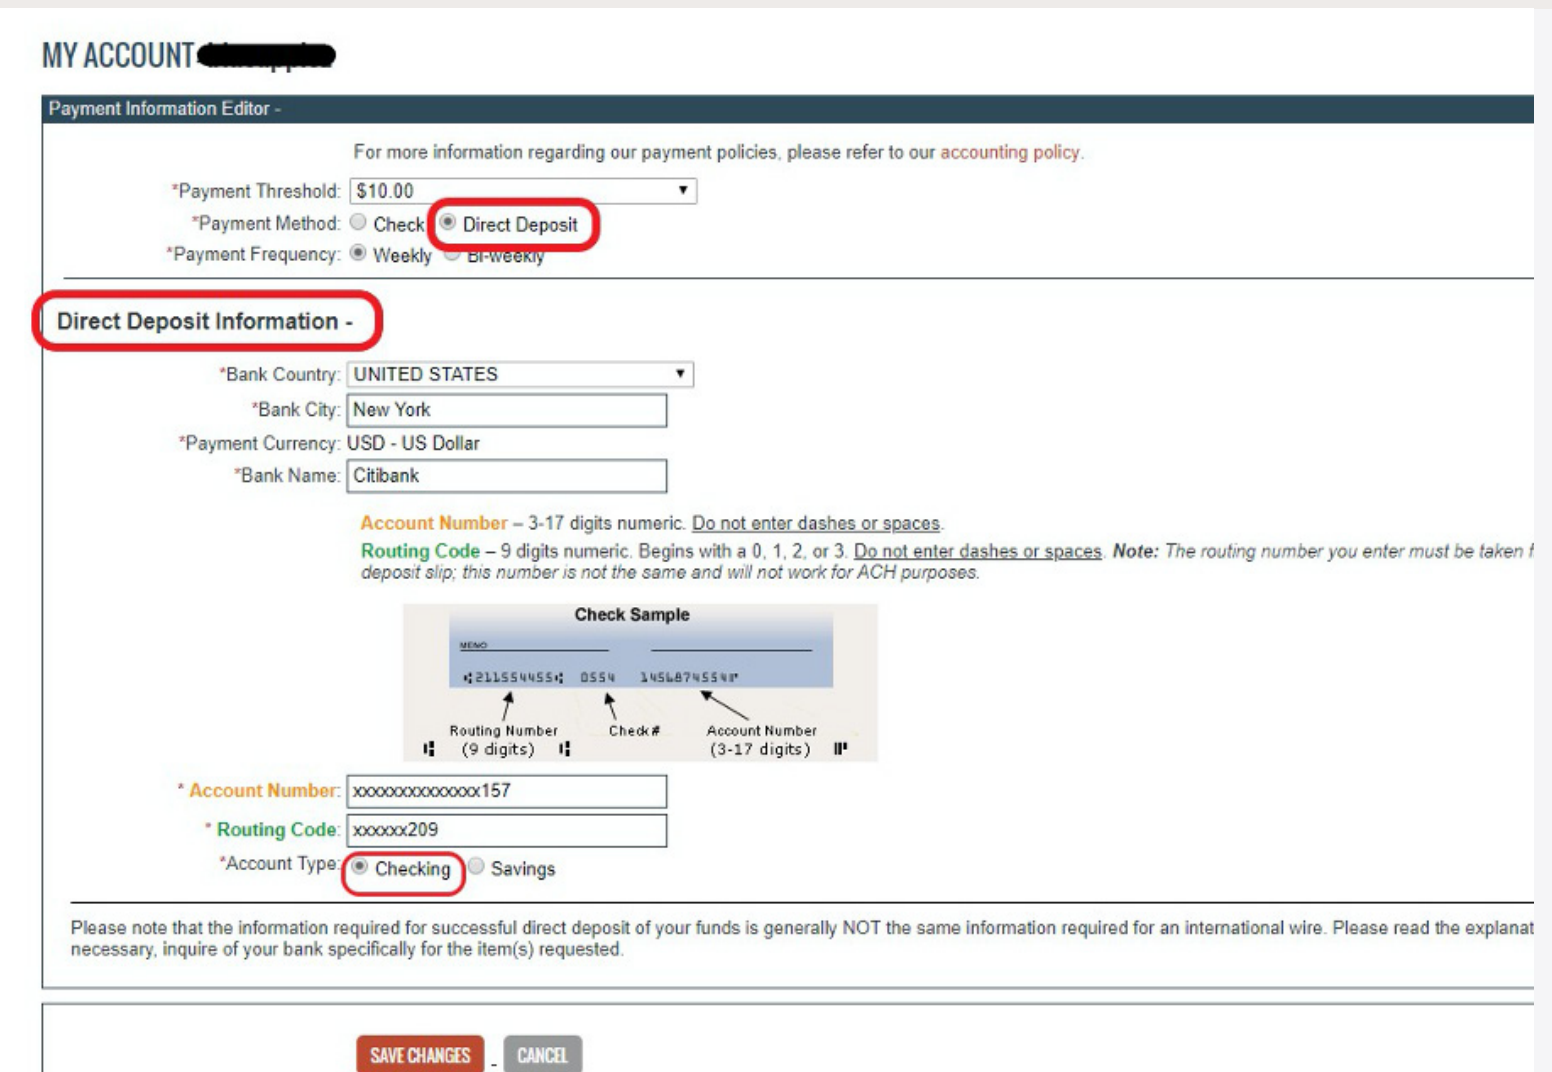 MY ACCOUNT
Payment Information Editor -
For more information regarding our payment policies, please refer to our accounting policy.
*Payment Threshold: $10.00
*Payment Method: Check Direct Deposit
*Payment Frequency: Weekly Bi-weekly
Direct Deposit Information -
*Bank Country: UNITED STATES
*Bank City: New York
*Payment Currency: USD - US Dollar
*Bank Name: Citibank
Account Number – 3-17 digits numeric. Do not enter dashes or spaces.
Routing Code – 9 digits numeric. Begins with a 0, 1, 2, or 3. Do not enter dashes or spaces. Note: The routing number you enter must be taken
deposit slip; this number is not the same and will not work for ACH purposes.
Check Sample
MEMO
⑆211554455⑆ 0554 1456874554⑈
Routing Number Check # Account Number
⑆ (9 digits) ⑆ (3-17 digits) ⑈
* Account Number: xxxxxxxxxxxxxx157
* Routing Code: xxxxxx209
*Account Type: Checking Savings
Please note that the information required for successful direct deposit of your funds is generally NOT the same information required for an international wire. Please read the explanat
necessary, inquire of your bank specifically for the item(s) requested.
SAVE CHANGES - CANCEL